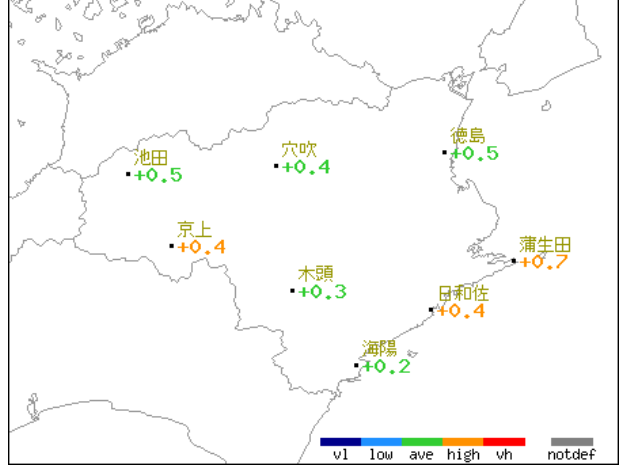 徳島
+0.5
穴吹
+0.4
池田
+0.5
京上
+0.4
蒲生田
+0.7
木頭
+0.3
日和佐
+0.4
海陽
+0.2
vl low ave high vh notdef